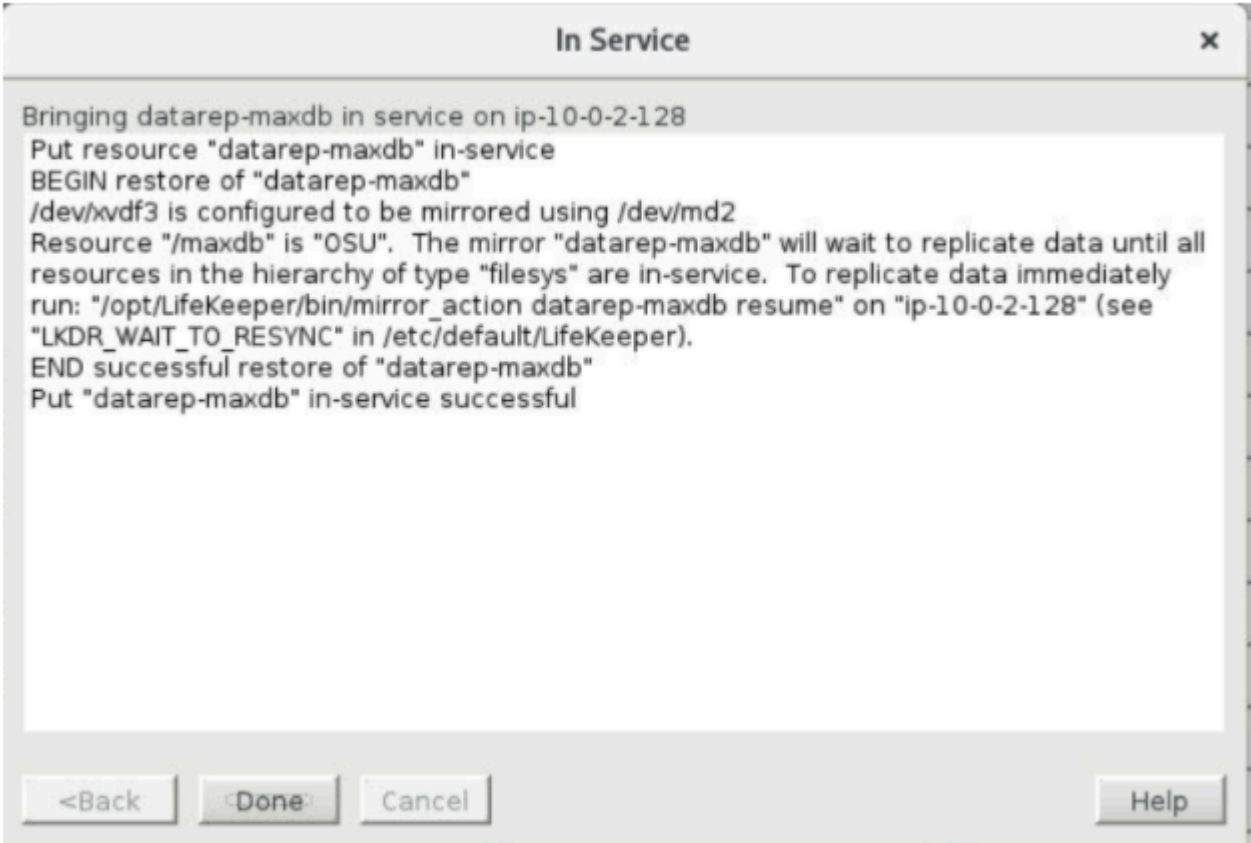 In Service
Bringing datarep-maxdb in service on ip-10-0-2-128
Put resource "datarep-maxdb" in-service
BEGIN restore of "datarep-maxdb"
/dev/xvdf3 is configured to be mirrored using /dev/md2
Resource "/maxdb" is "OSU".  The mirror "datarep-maxdb" will wait to replicate data until all
resources in the hierarchy of type "filesys" are in-service.  To replicate data immediately
run: "/opt/LifeKeeper/bin/mirror_action datarep-maxdb resume" on "ip-10-0-2-128" (see
"LKDR_WAIT_TO_RESYNC" in /etc/default/LifeKeeper).
END successful restore of "datarep-maxdb"
Put "datarep-maxdb" in-service successful
<Back Done Cancel Help